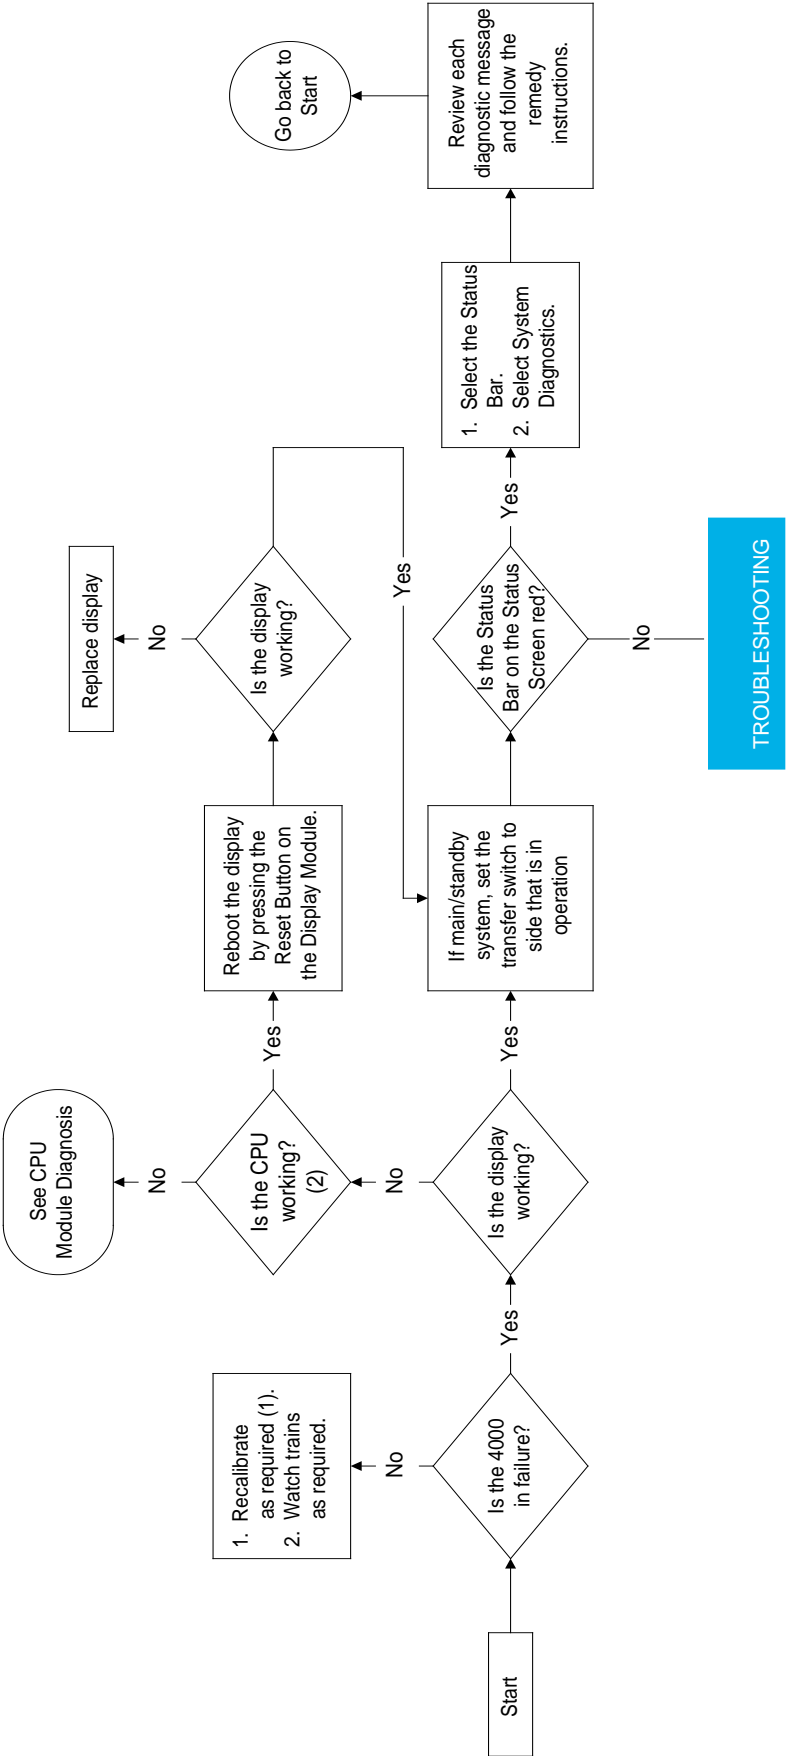 Start
Is the 4000
in failure?
No
1. Recalibrate
as required (1).
2. Watch trains
as required.
Yes
Is the display
working?
No
Is the CPU
working?
(2)
No
See CPU
Module Diagnosis
Yes
Reboot the display
by pressing the
Reset Button on
the Display Module.
Is the display
working?
No
Replace display
Yes
Yes
If main/standby
system, set the
transfer switch to
side that is in
operation
Is the Status
Bar on the Status
Screen red?
No
TROUBLESHOOTING
Yes
1. Select the Status
Bar.
2. Select System
Diagnostics.
Review each
diagnostic message
and follow the
remedy
instructions.
Go back to
Start